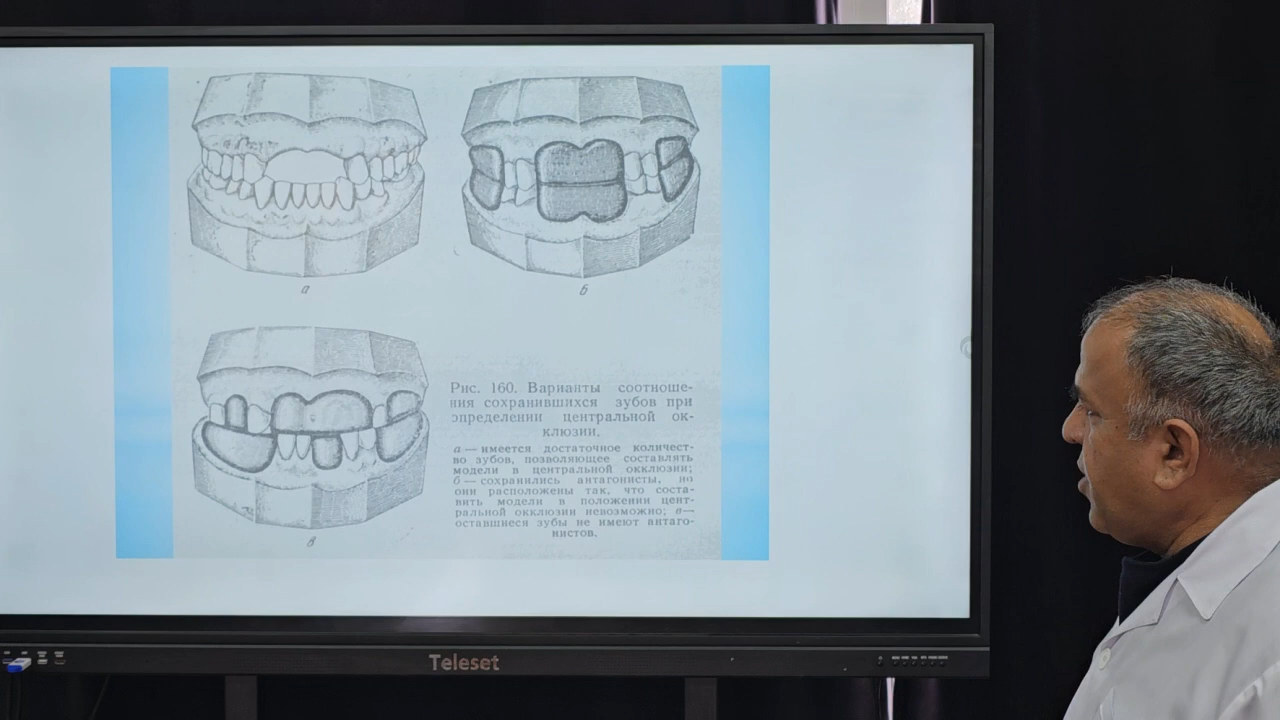 а
б
Рис. 160. Варианты соотноше-
ния сохранившихся зубов при
определении центральной ок-
клюзии.
а — имеется достаточное количест-
во зубов, позволяющее составлять
модели в центральной окклюзии;
б — сохранились антагонисты, но
они расположены так, что соста-
вить модели в положении цент-
ральной окклюзии невозможно; в—
оставшиеся зубы не имеют антаго-
нистов.
в
Teleset